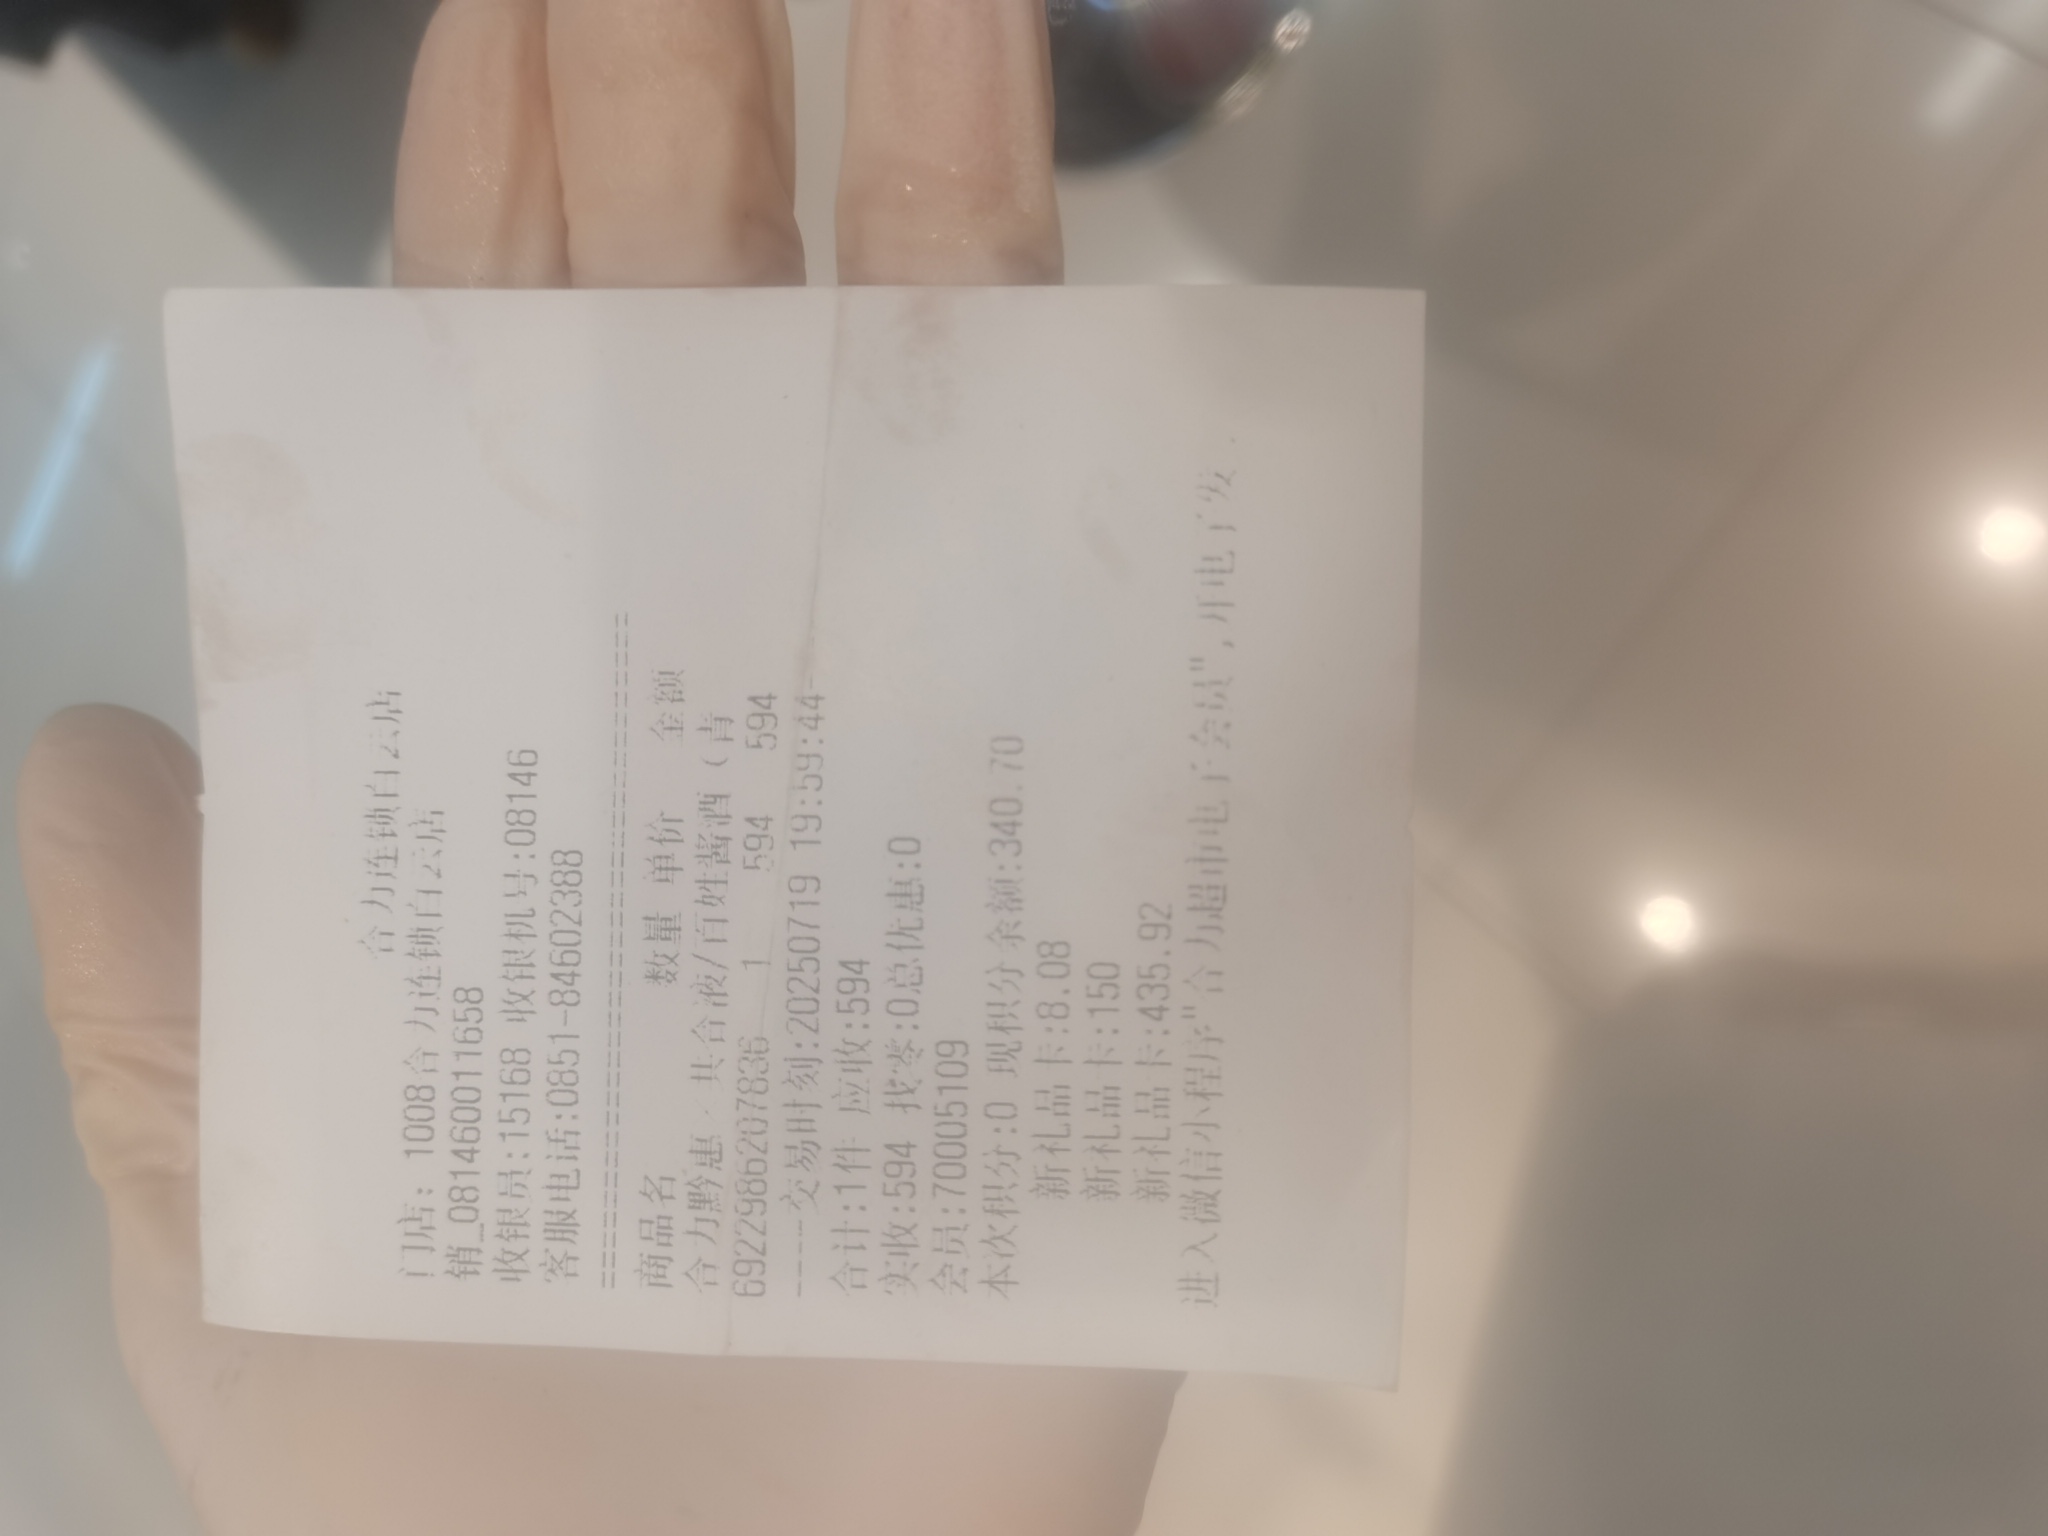 合力连锁白云店
门店: 1008合力连锁白云店
销_081460011658
收银员:15168 收银机号:08146
客服电话:0851-84602388
================================
商品名 数量 单价 金额
合力黔惠 / 共合液/百姓酱酒 (青
6922986207836 1 594 594
----交易时刻:20250719 19:59:44-
合计:1件 应收:594
实收:594 找零:0总优惠:0
会员:70005109
本次积分:0 现积分余额:340.70
新礼品卡:8.08
新礼品卡:150
新礼品卡:435.92
进入微信小程序"合力超市电子会员",开电子发